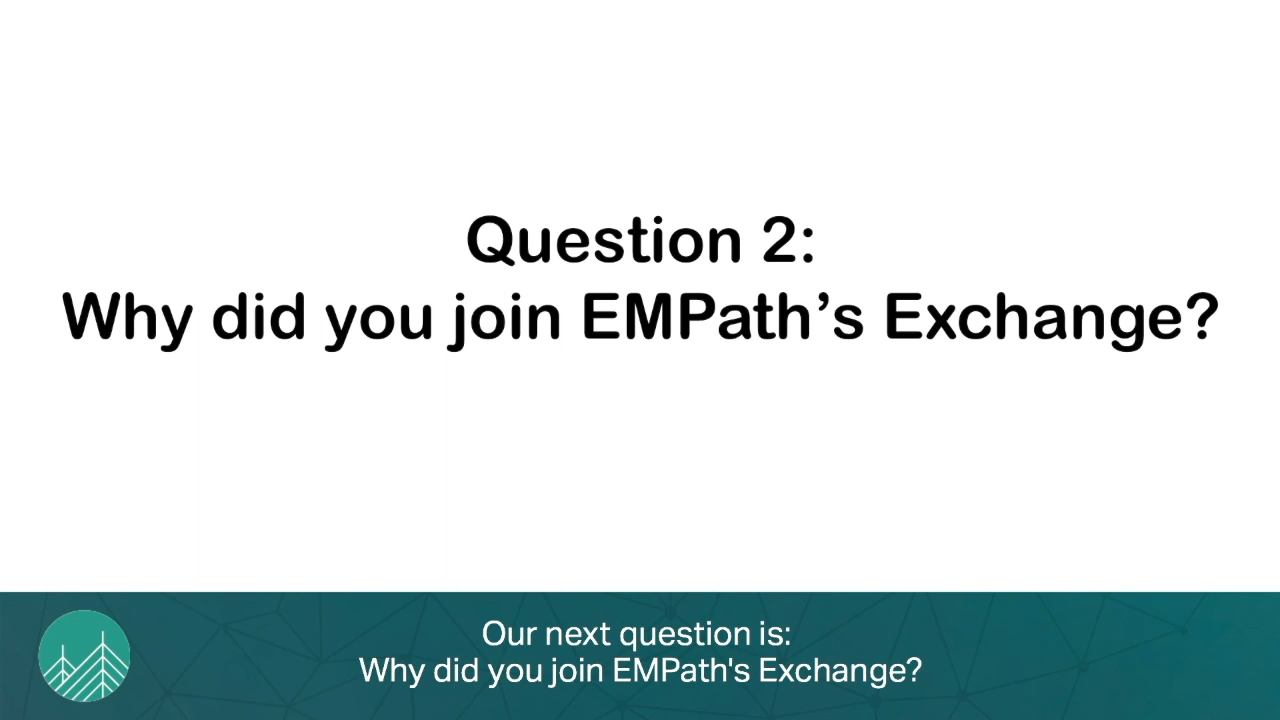 Question 2:
Why did you join EMPath’s Exchange?
Our next question is:
Why did you join EMPath's Exchange?